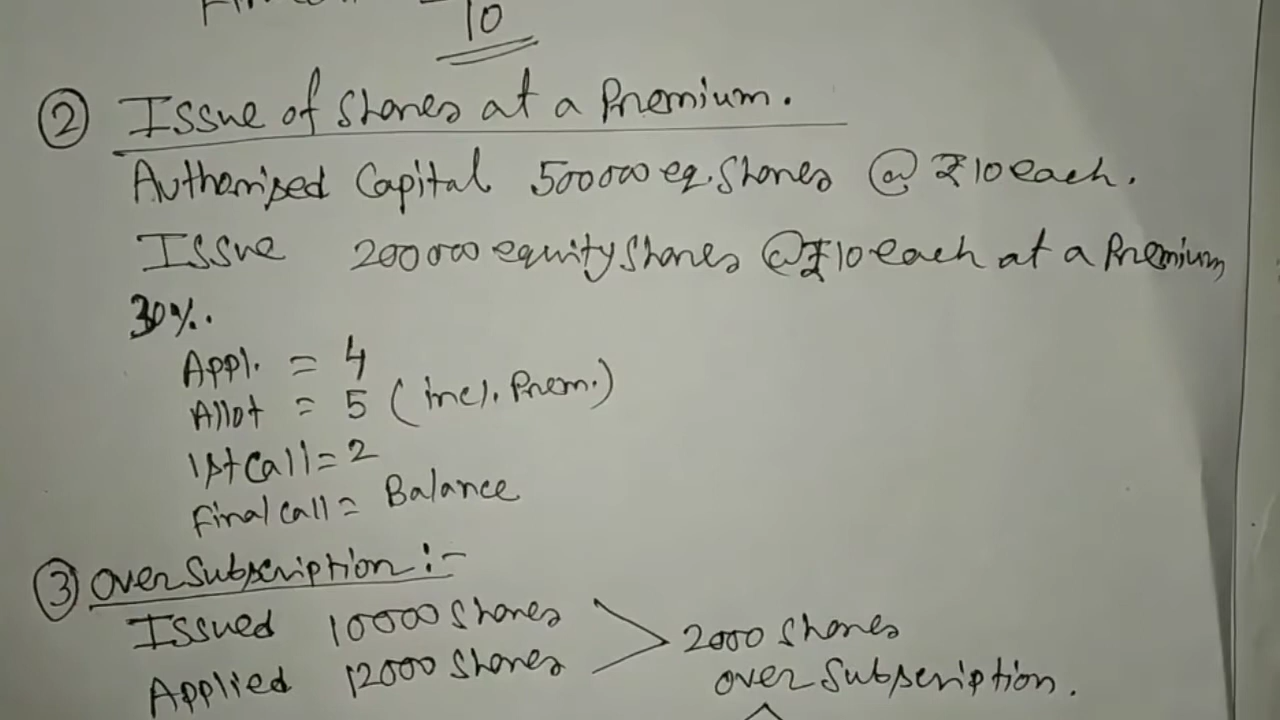 10
② Issue of shares at a Premium.
Authorised Capital 500000 eq. shares @ ₹10 each.
Issue 200000 equity shares @ ₹10 each at a Premium
30%.
Appl. = 4
Allot = 5 (incl. Prem.)
1st Call = 2
Final call = Balance
③ Over Subscription :-
Issued 10000 shares
2000 shares
Applied 12000 shares
over subscription.